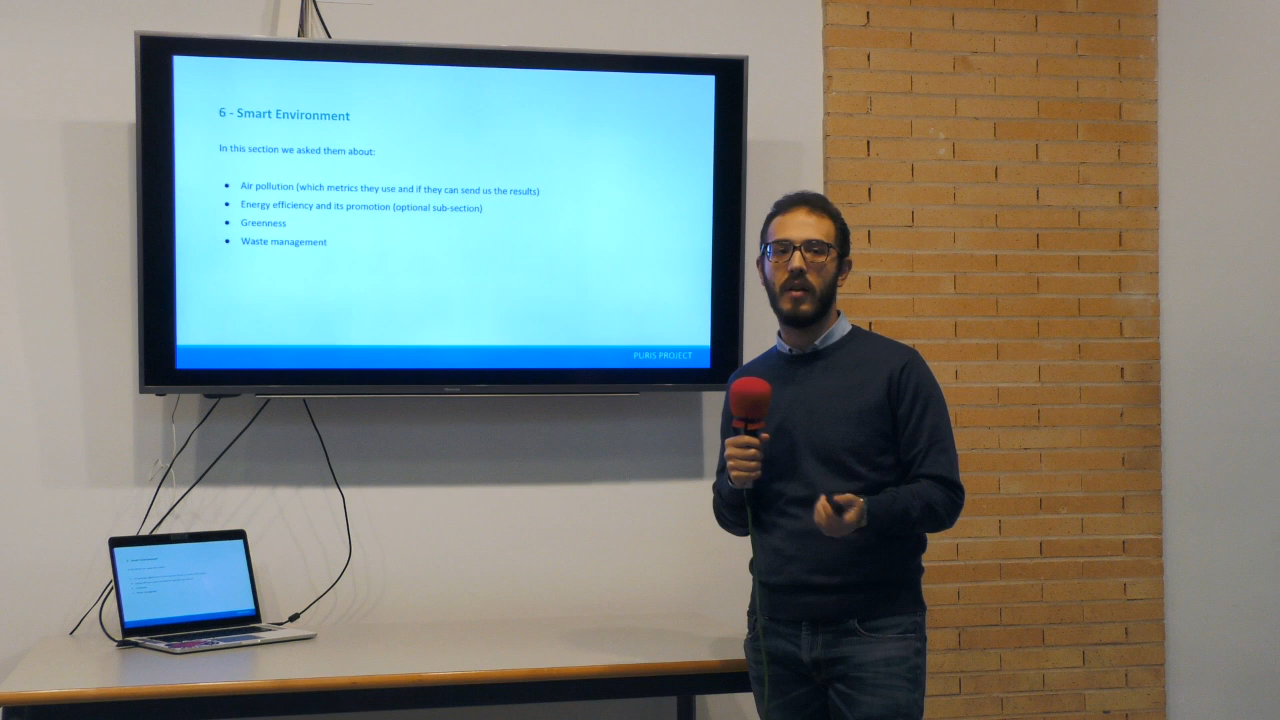 6 - Smart Environment
In this section we asked them about:
• Air pollution (which metrics they use and if they can send us the results)
• Energy efficiency and its promotion (optional sub-section)
• Greenness
• Waste management
PURIS PROJECT